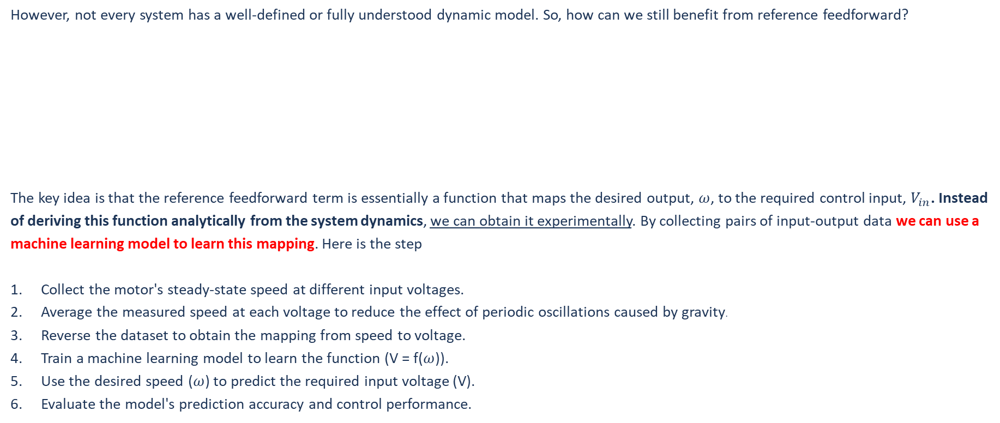 However, not every system has a well-defined or fully understood dynamic model. So, how can we still benefit from reference feedforward?
The key idea is that the reference feedforward term is essentially a function that maps the desired output, ω, to the required control input, Vin. Instead
of deriving this function analytically from the system dynamics, we can obtain it experimentally. By collecting pairs of input-output data we can use a
machine learning model to learn this mapping. Here is the step
1. Collect the motor's steady-state speed at different input voltages.
2. Average the measured speed at each voltage to reduce the effect of periodic oscillations caused by gravity.
3. Reverse the dataset to obtain the mapping from speed to voltage.
4. Train a machine learning model to learn the function (V = f(ω)).
5. Use the desired speed (ω) to predict the required input voltage (V).
6. Evaluate the model's prediction accuracy and control performance.